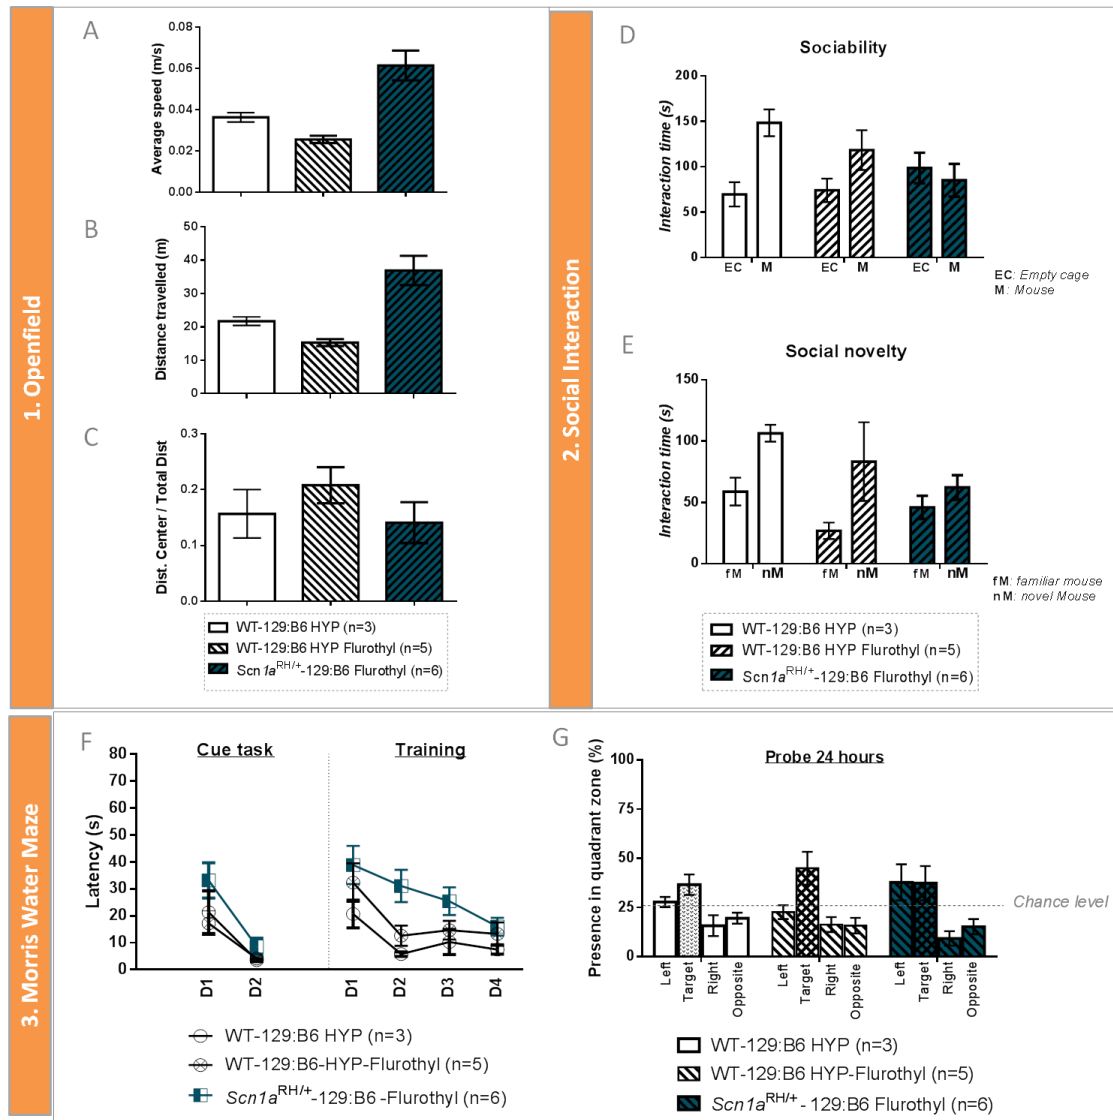 1. Openfield
A
Average speed (m/s)
0.08
0.06
0.04
0.02
0.00
B
Distance travelled (m)
50
40
30
20
10
0
C
Dist. Center / Total Dist
0.3
0.2
0.1
0.0
WT-129:B6 HYP (n=3)
WT-129:B6 HYP Flurothyl (n=5)
Scn1a^RH/+-129:B6 Flurothyl (n=6)
2. Social Interaction
D
Sociability
Interaction time (s)
200
150
100
50
0
EC M EC M EC M
EC: Empty cage
M: Mouse
E
Social novelty
Interaction time (s)
150
100
50
0
fM nM fM nM fM nM
fM: familiar mouse
nM: novel Mouse
WT-129:B6 HYP (n=3)
WT-129:B6 HYP Flurothyl (n=5)
Scn1a^RH/+-129:B6 Flurothyl (n=6)
3. Morris Water Maze
F
Cue task Training
Latency (s)
80
70
60
50
40
30
20
10
0
D1 D2 D1 D2 D3 D4
WT-129:B6 HYP (n=3)
WT-129:B6-HYP-Flurothyl (n=5)
Scn1a^RH/+-129:B6 -Flurothyl (n=6)
G
Probe 24 hours
Presence in quadrant zone (%)
100
75
50
25
0
Chance level
Left Target Right Opposite Left Target Right Opposite Left Target Right Opposite
WT-129:B6 HYP (n=3)
WT-129:B6 HYP-Flurothyl (n=5)
Scn1a^RH/+ - 129:B6 Flurothyl (n=6)